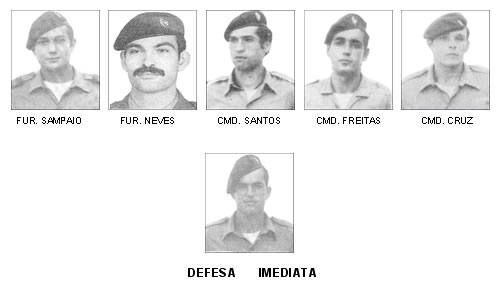 FUR. SAMPAIO FUR. NEVES CMD. SANTOS CMD. FREITAS CMD. CRUZ
DEFESA IMEDIATA